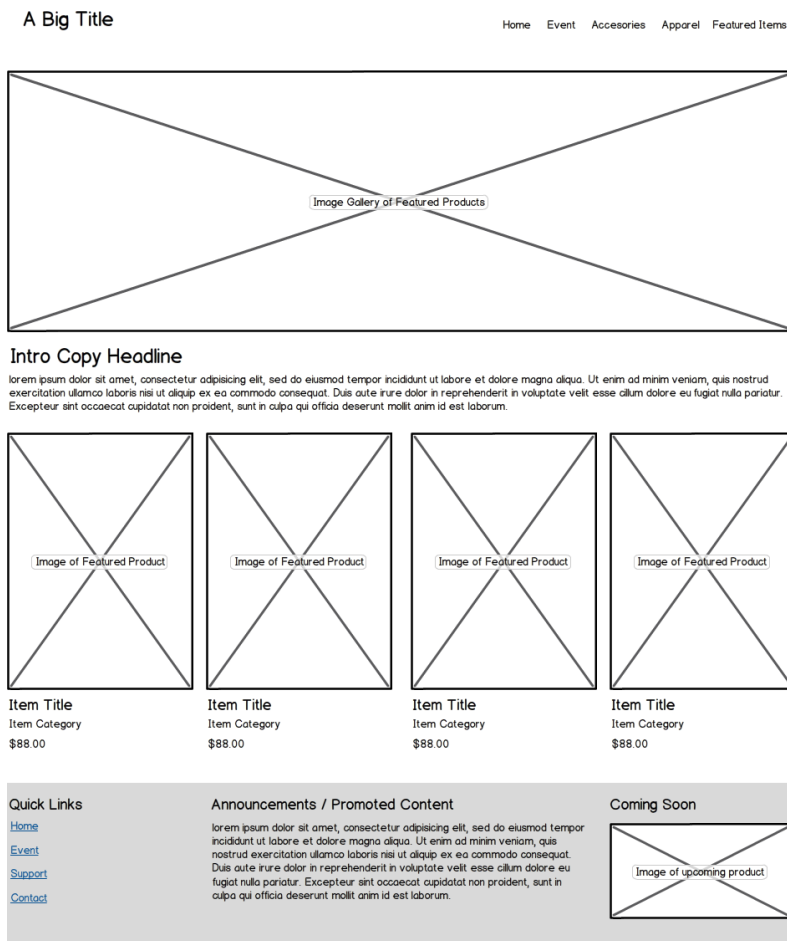 A Big Title
Home Event Accesories Apparel Featured Items
Image Gallery of Featured Products
Intro Copy Headline
lorem ipsum dolor sit amet, consectetur adipisicing elit, sed do eiusmod tempor incididunt ut labore et dolore magna aliqua. Ut enim ad minim veniam, quis nostrud
exercitation ullamco laboris nisi ut aliquip ex ea commodo consequat. Duis aute irure dolor in reprehenderit in voluptate velit esse cillum dolore eu fugiat nulla pariatur.
Excepteur sint occaecat cupidatat non proident, sunt in culpa qui officia deserunt mollit anim id est laborum.
Image of Featured Product Image of Featured Product Image of Featured Product Image of Featured Product
Item Title Item Title Item Title Item Title
Item Category Item Category Item Category Item Category
$88.00 $88.00 $88.00 $88.00
Quick Links
Home
Event
Support
Contact
Announcements / Promoted Content
lorem ipsum dolor sit amet, consectetur adipisicing elit, sed do eiusmod tempor
incididunt ut labore et dolore magna aliqua. Ut enim ad minim veniam, quis
nostrud exercitation ullamco laboris nisi ut aliquip ex ea commodo consequat.
Duis aute irure dolor in reprehenderit in voluptate velit esse cillum dolore eu
fugiat nulla pariatur. Excepteur sint occaecat cupidatat non proident, sunt in
culpa qui officia deserunt mollit anim id est laborum.
Coming Soon
Image of upcoming product